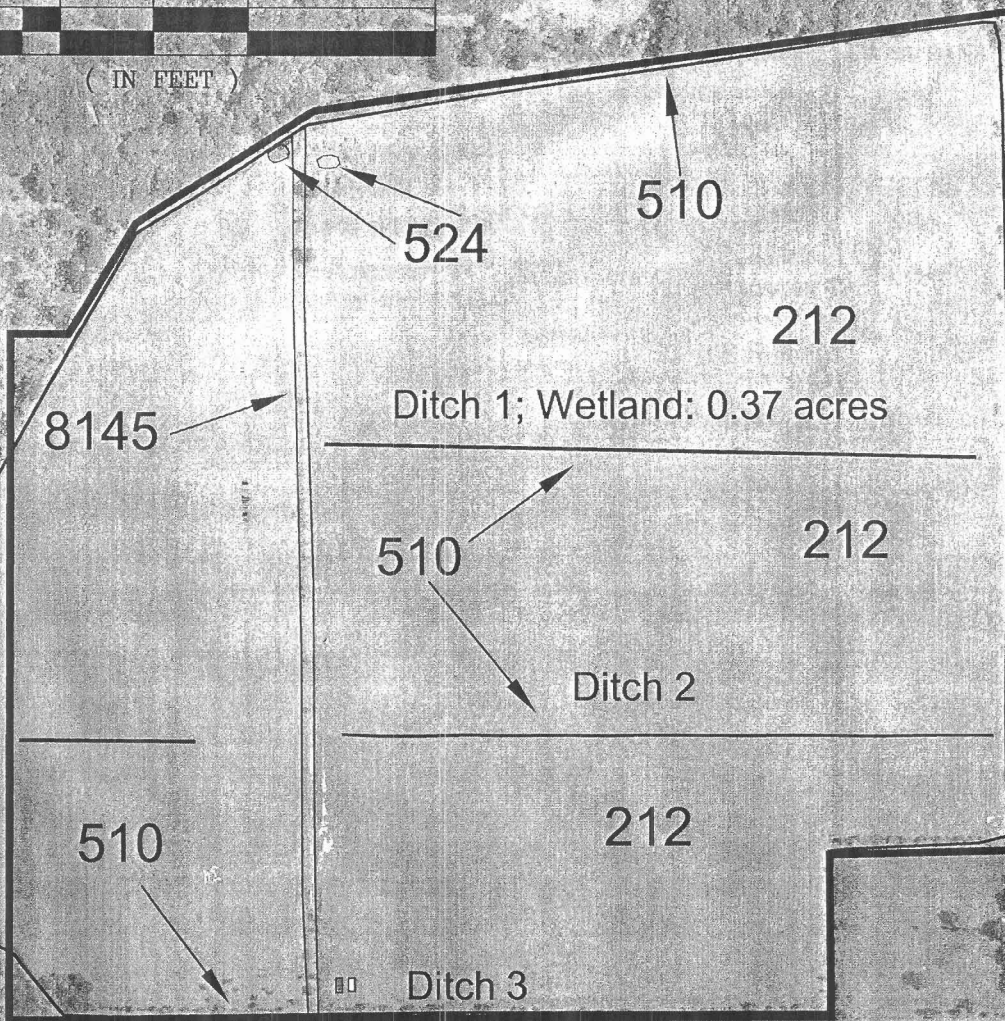 ( IN FEET )
510
524
212
Ditch 1; Wetland: 0.37 acres
8145
510
212
Ditch 2
510
212
Ditch 3